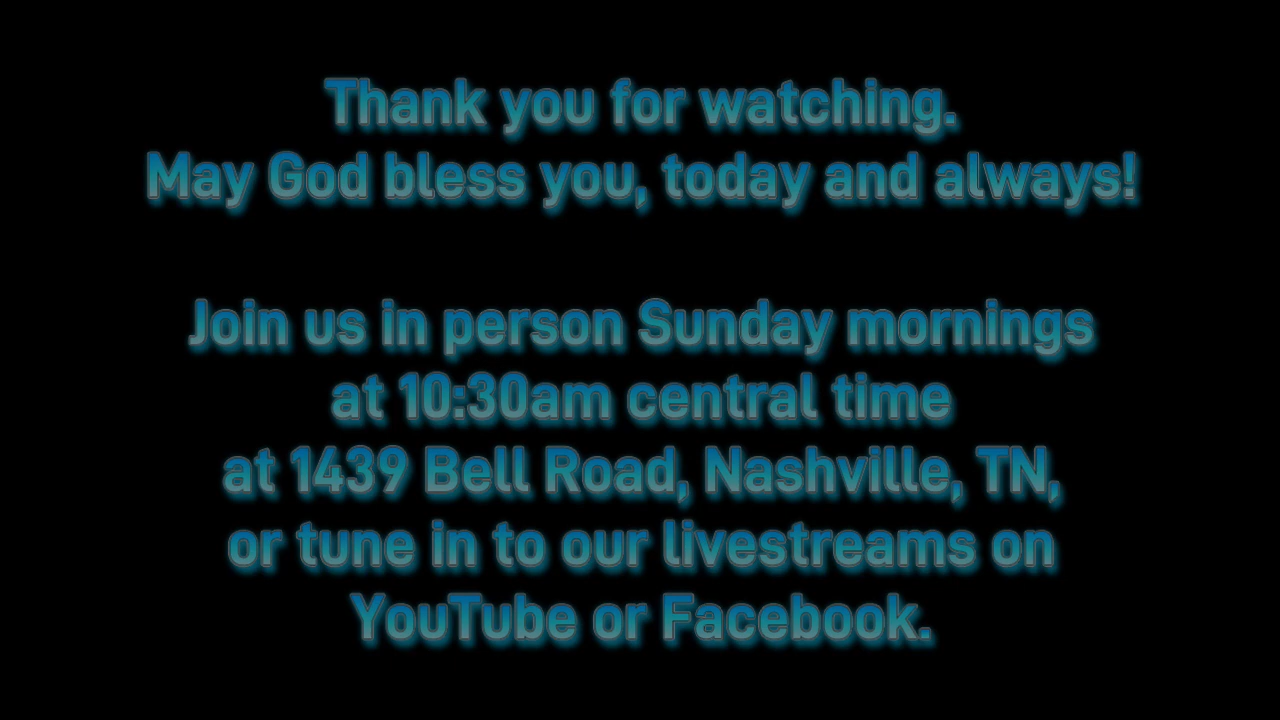 Thank you for watching.
May God bless you, today and always!
Join us in person Sunday mornings
at 10:30am central time
at 1439 Bell Road, Nashville, TN,
or tune in to our livestreams on
YouTube or Facebook.